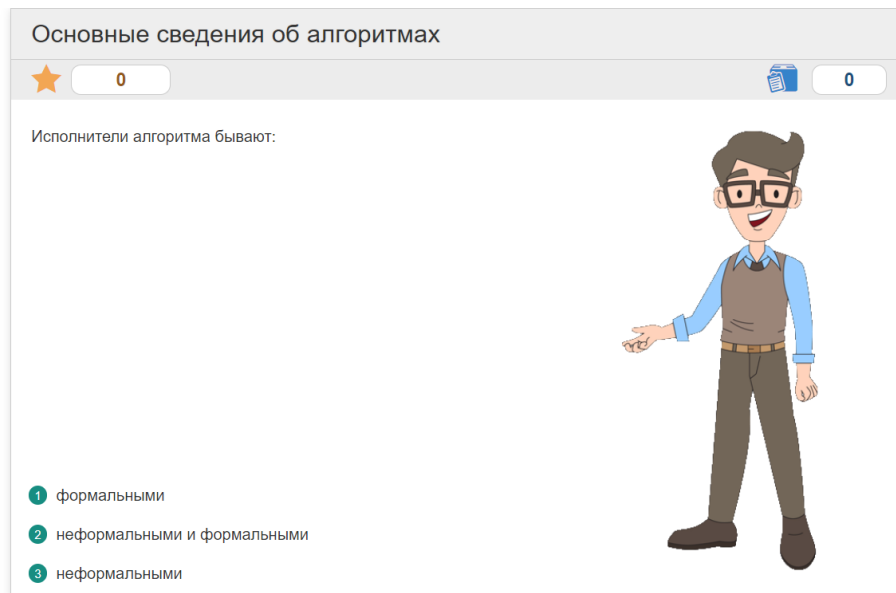 Основные сведения об алгоритмах
0
0
Исполнители алгоритма бывают:
1 формальными
2 неформальными и формальными
3 неформальными